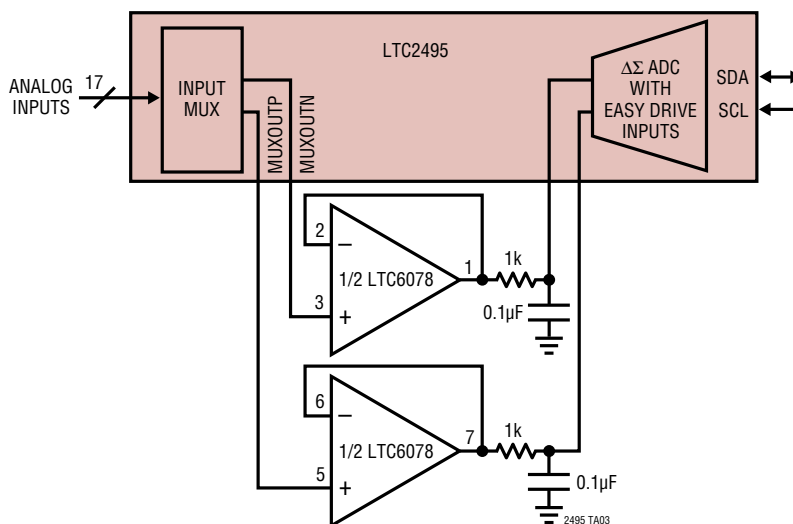 LTC2495
ANALOG
INPUTS
17
INPUT
MUX
MUXOUTP
MUXOUTN
ΔΣ ADC
WITH
EASY DRIVE
INPUTS
SDA
SCL
2
–
1/2 LTC6078
3
+
1
1k
0.1µF
6
–
1/2 LTC6078
5
+
7
1k
0.1µF
2495 TA03